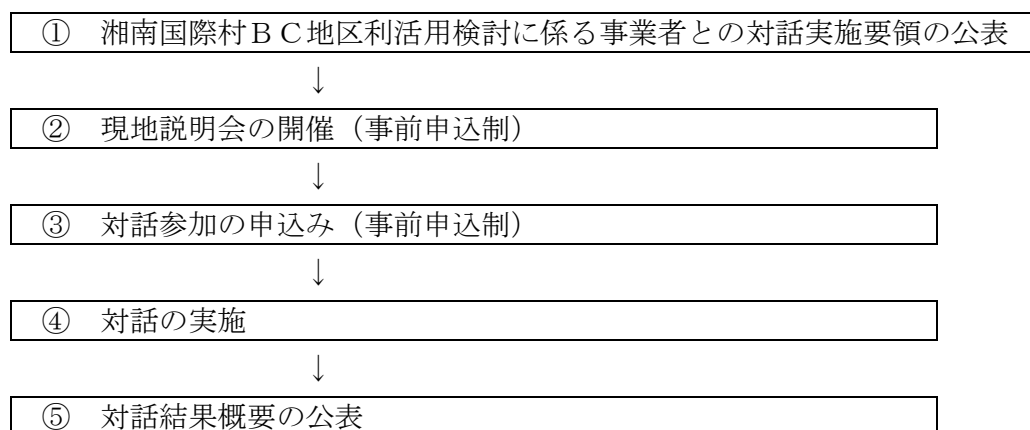 ①　湘南国際村ＢＣ地区利活用検討に係る事業者との対話実施要領の公表
↓
②　現地説明会の開催（事前申込制）
↓
③　対話参加の申込み（事前申込制）
↓
④　対話の実施
↓
⑤　対話結果概要の公表